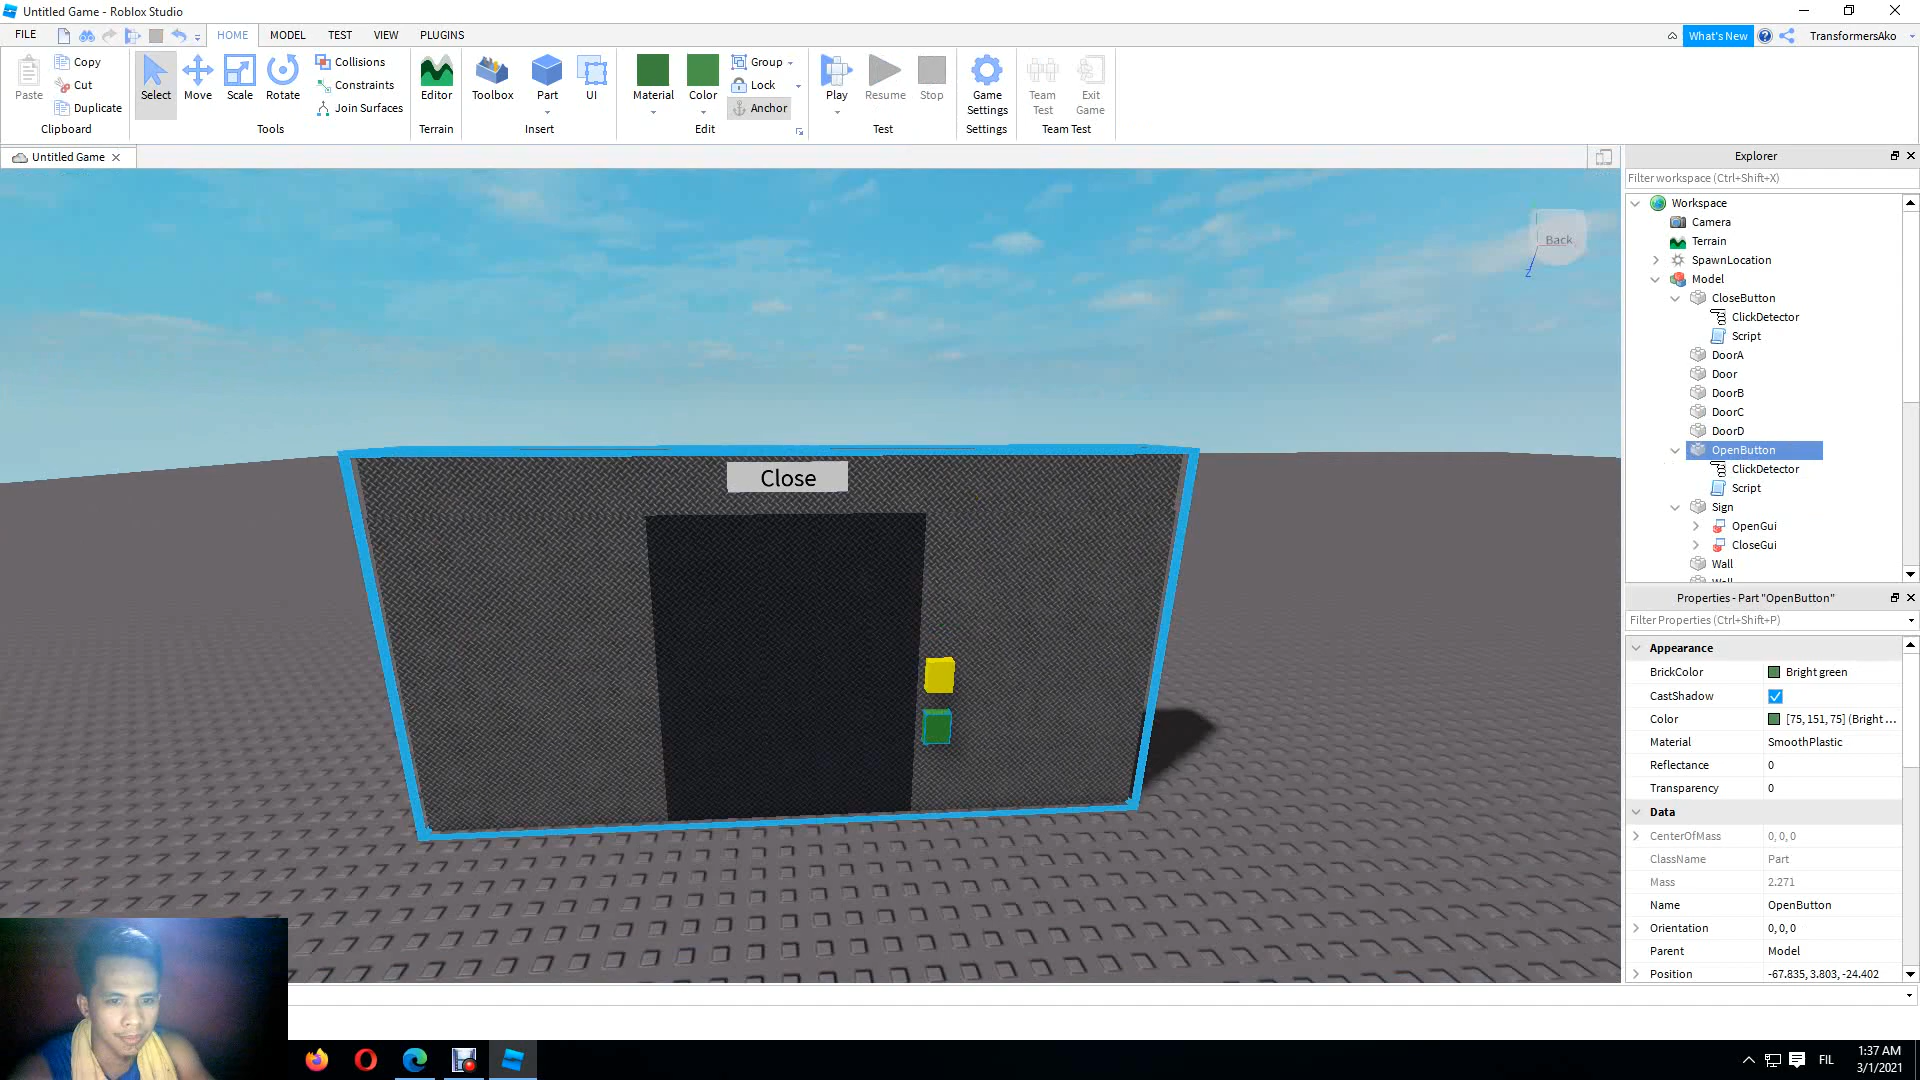 Untitled Game - Roblox Studio
FILE
HOME
MODEL
TEST
VIEW
PLUGINS
What's New
TransformersAko
Paste
Copy
Cut
Duplicate
Clipboard
Select
Move
Scale
Rotate
Collisions
Constraints
Join Surfaces
Tools
Editor
Terrain
Toolbox
Part
UI
Insert
Material
Color
Group
Lock
Anchor
Edit
Play
Resume
Stop
Test
Game
Settings
Settings
Team
Test
Exit
Game
Team Test
Untitled Game
Back
Z
Close
Explorer
Filter workspace (Ctrl+Shift+X)
Workspace
Camera
Terrain
SpawnLocation
Model
CloseButton
ClickDetector
Script
DoorA
Door
DoorB
DoorC
DoorD
OpenButton
ClickDetector
Script
Sign
OpenGui
CloseGui
Wall
Wall
Properties - Part "OpenButton"
Filter Properties (Ctrl+Shift+P)
Appearance
BrickColor Bright green
CastShadow
Color [75, 151, 75] (Bright ...
Material SmoothPlastic
Reflectance 0
Transparency 0
Data
CenterOfMass 0, 0, 0
ClassName Part
Mass 2.271
Name OpenButton
Orientation 0, 0, 0
Parent Model
Position -67.835, 3.803, -24.402
FIL
1:37 AM
3/1/2021